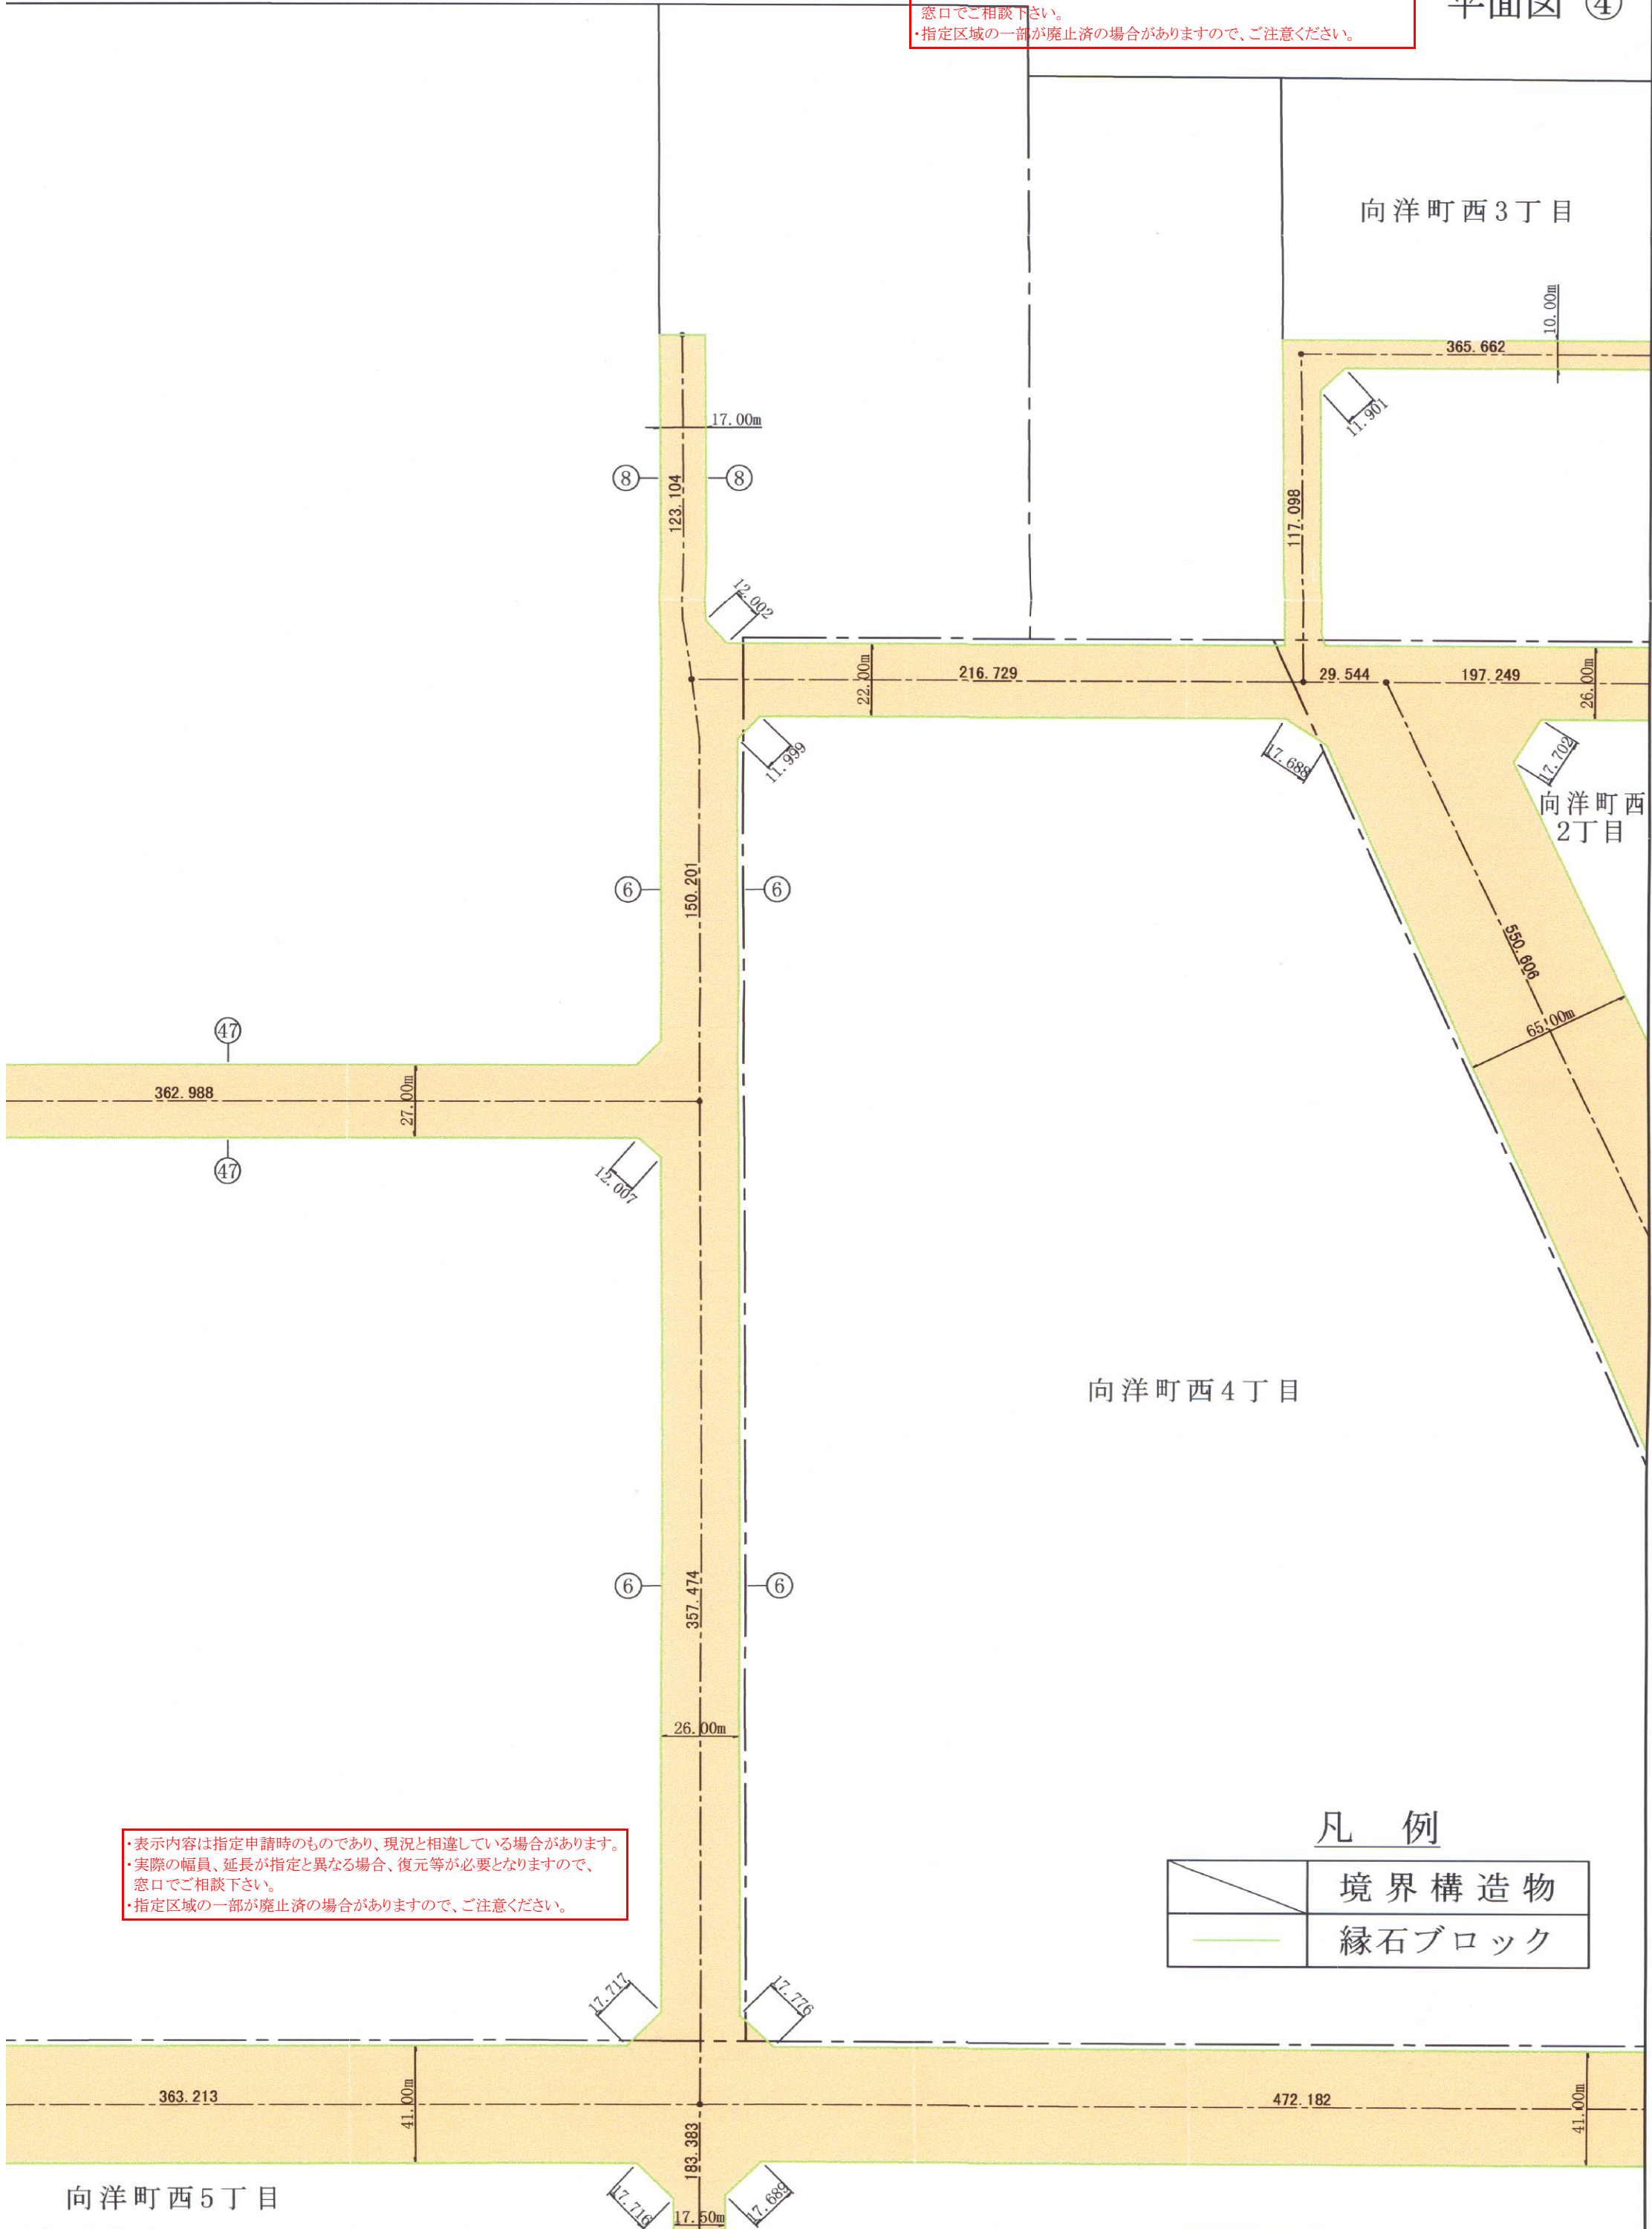 平面図 ④
窓口でご相談下さい。
・指定区域の一部が廃止済の場合がありますので、ご注意ください。
向洋町西3丁目
10.00m
365.662
11.901
17.00m
⑧
⑧
123.104
117.098
12.002
22.00m
216.729
29.544
197.249
26.00m
11.999
17.688
17.702
向洋町西
2丁目
⑥
150.201
⑥
550.606
65.00m
㊼
362.988
27.00m
㊼
12.007
向洋町西4丁目
⑥
357.474
⑥
26.00m
・表示内容は指定申請時のものであり、現況と相違している場合があります。
・実際の幅員、延長が指定と異なる場合、復元等が必要となりますので、
窓口でご相談下さい。
・指定区域の一部が廃止済の場合がありますので、ご注意ください。
凡 例
境界構造物
縁石ブロック
17.717
17.776
363.213
41.00m
472.182
41.00m
183.383
向洋町西5丁目
17.716
17.50m
17.689